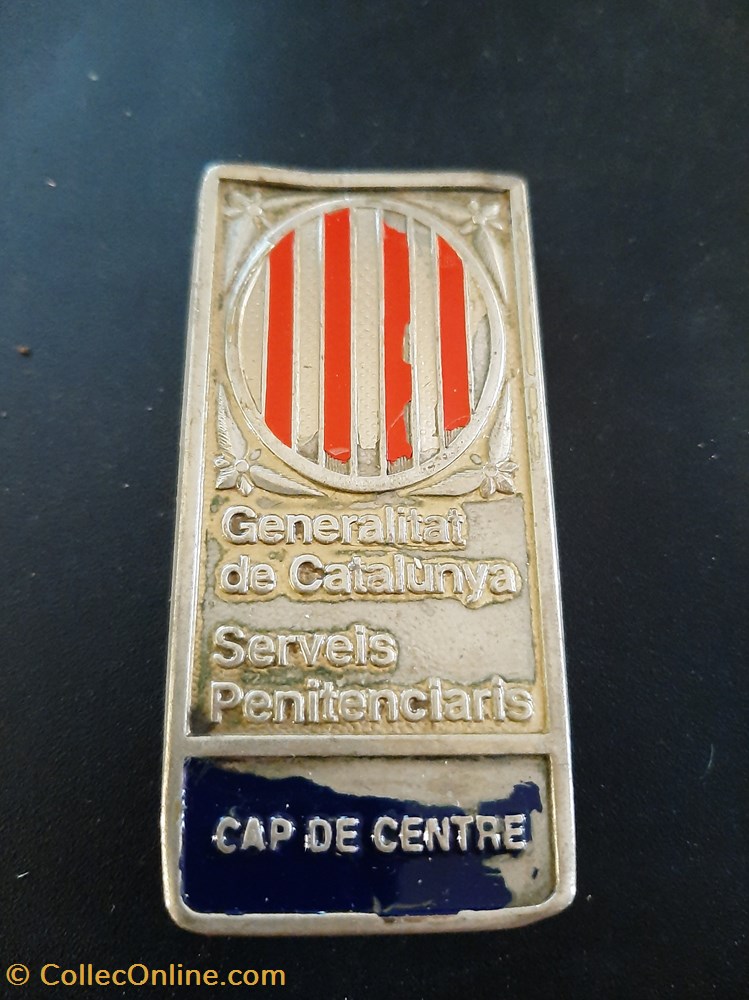 Generalitat
de Catalunya
Serveis
Penitenciaris
CAP DE CENTRE
© CollecOnline.com